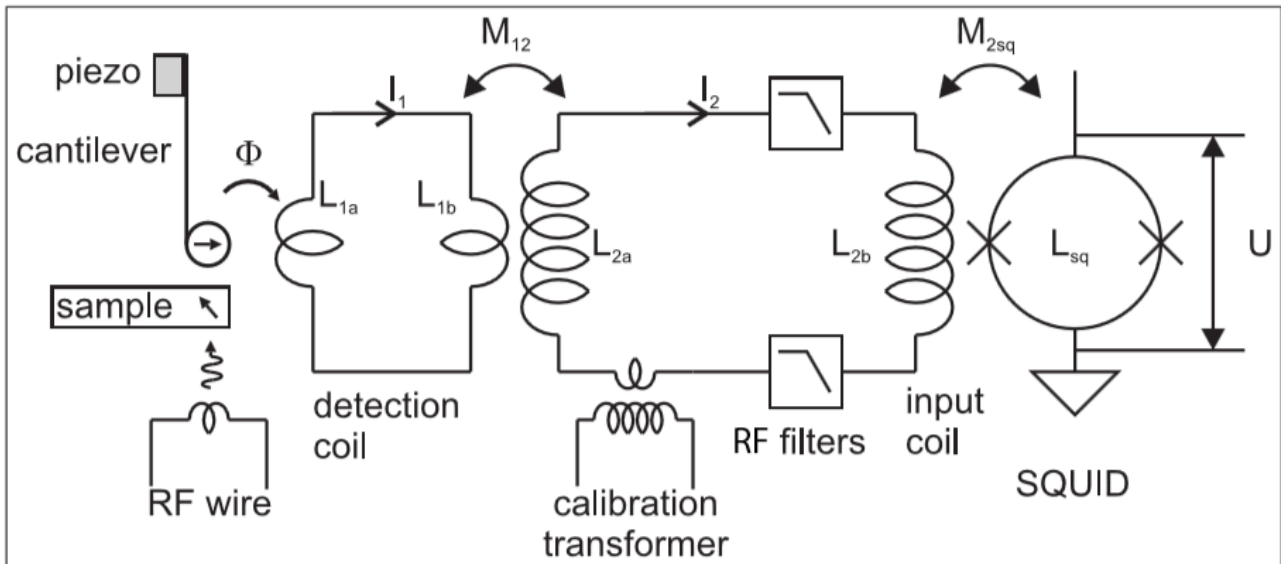 piezo
cantilever
Φ
sample
RF wire
I₁
L₁ₐ
L₁b
detection
coil
M₁₂
I₂
L₂ₐ
L₂b
calibration
transformer
RF filters
input
coil
M₂sq
Lsq
U
SQUID